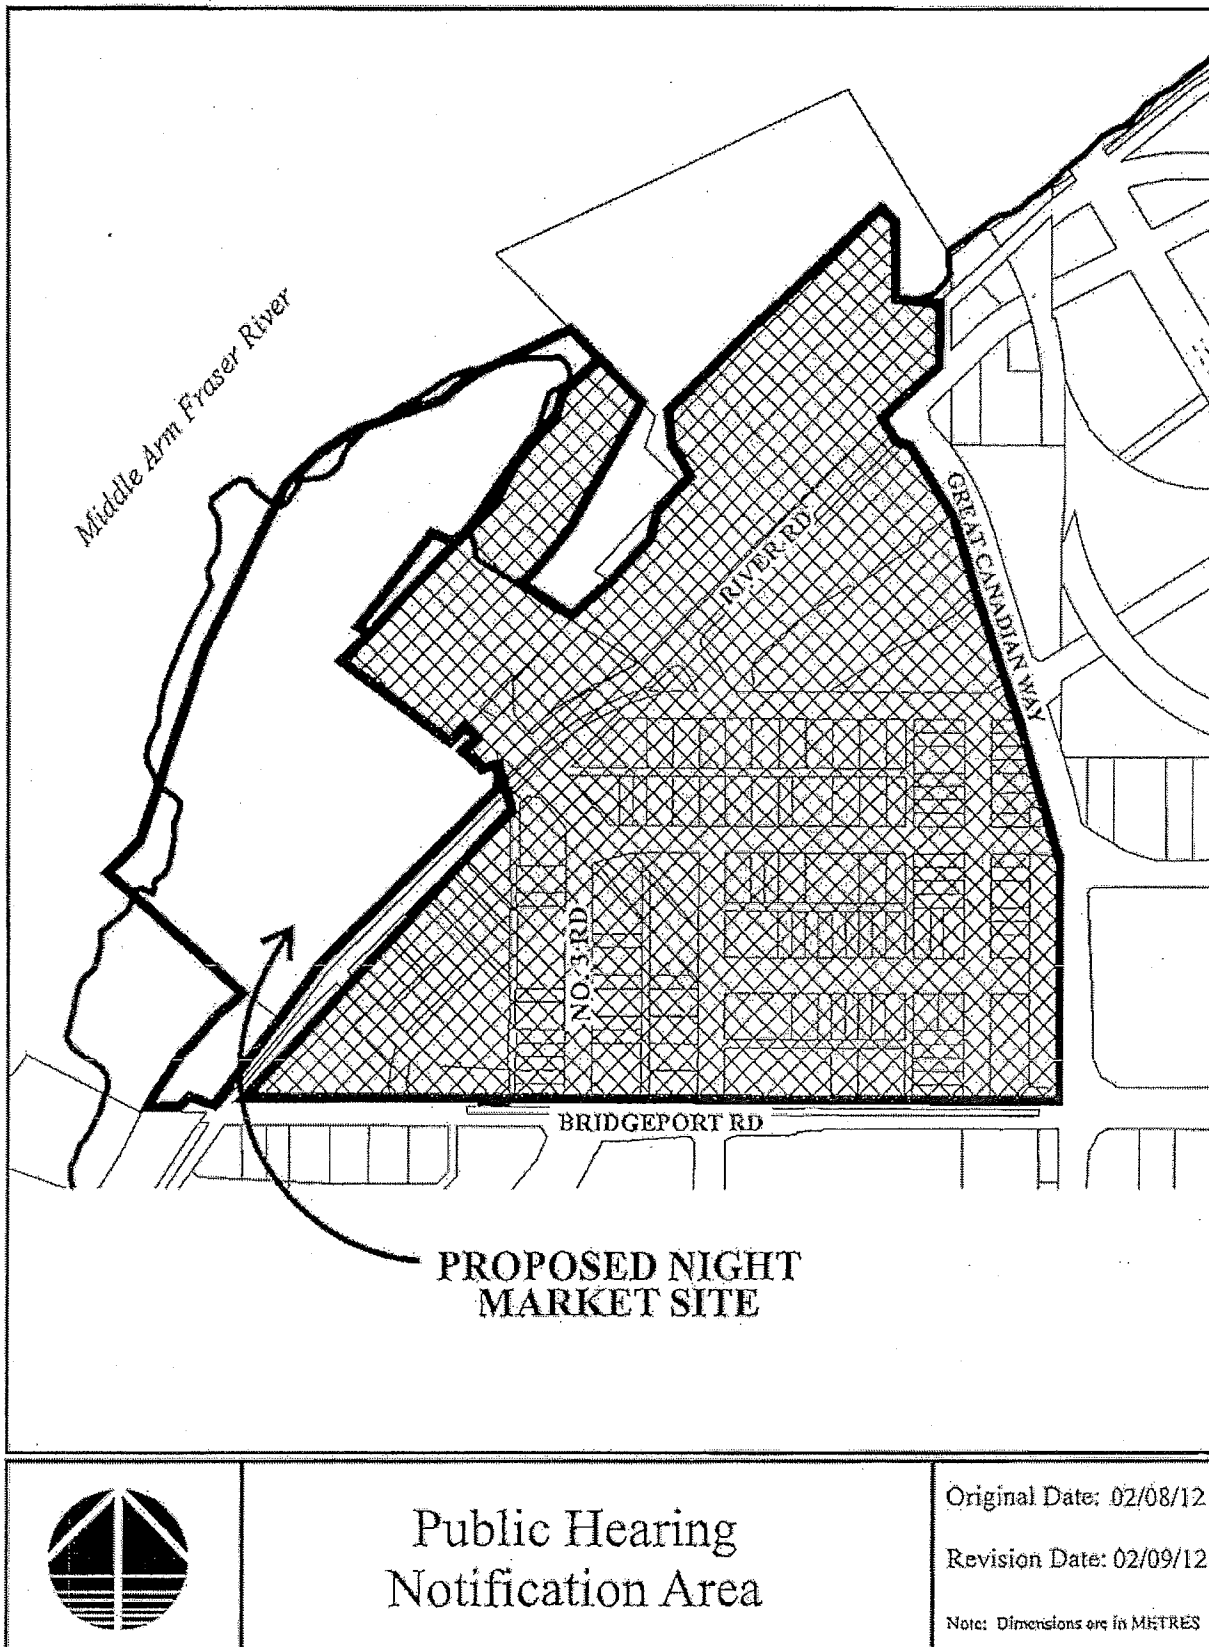 Middle Arm Fraser River
RIVER RD
GREAT CANADIAN WAY
NO. 3 RD
BRIDGEPORT RD
PROPOSED NIGHT
MARKET SITE
Public Hearing
Notification Area
Original Date: 02/08/12
Revision Date: 02/09/12
Note: Dimensions are in METRES